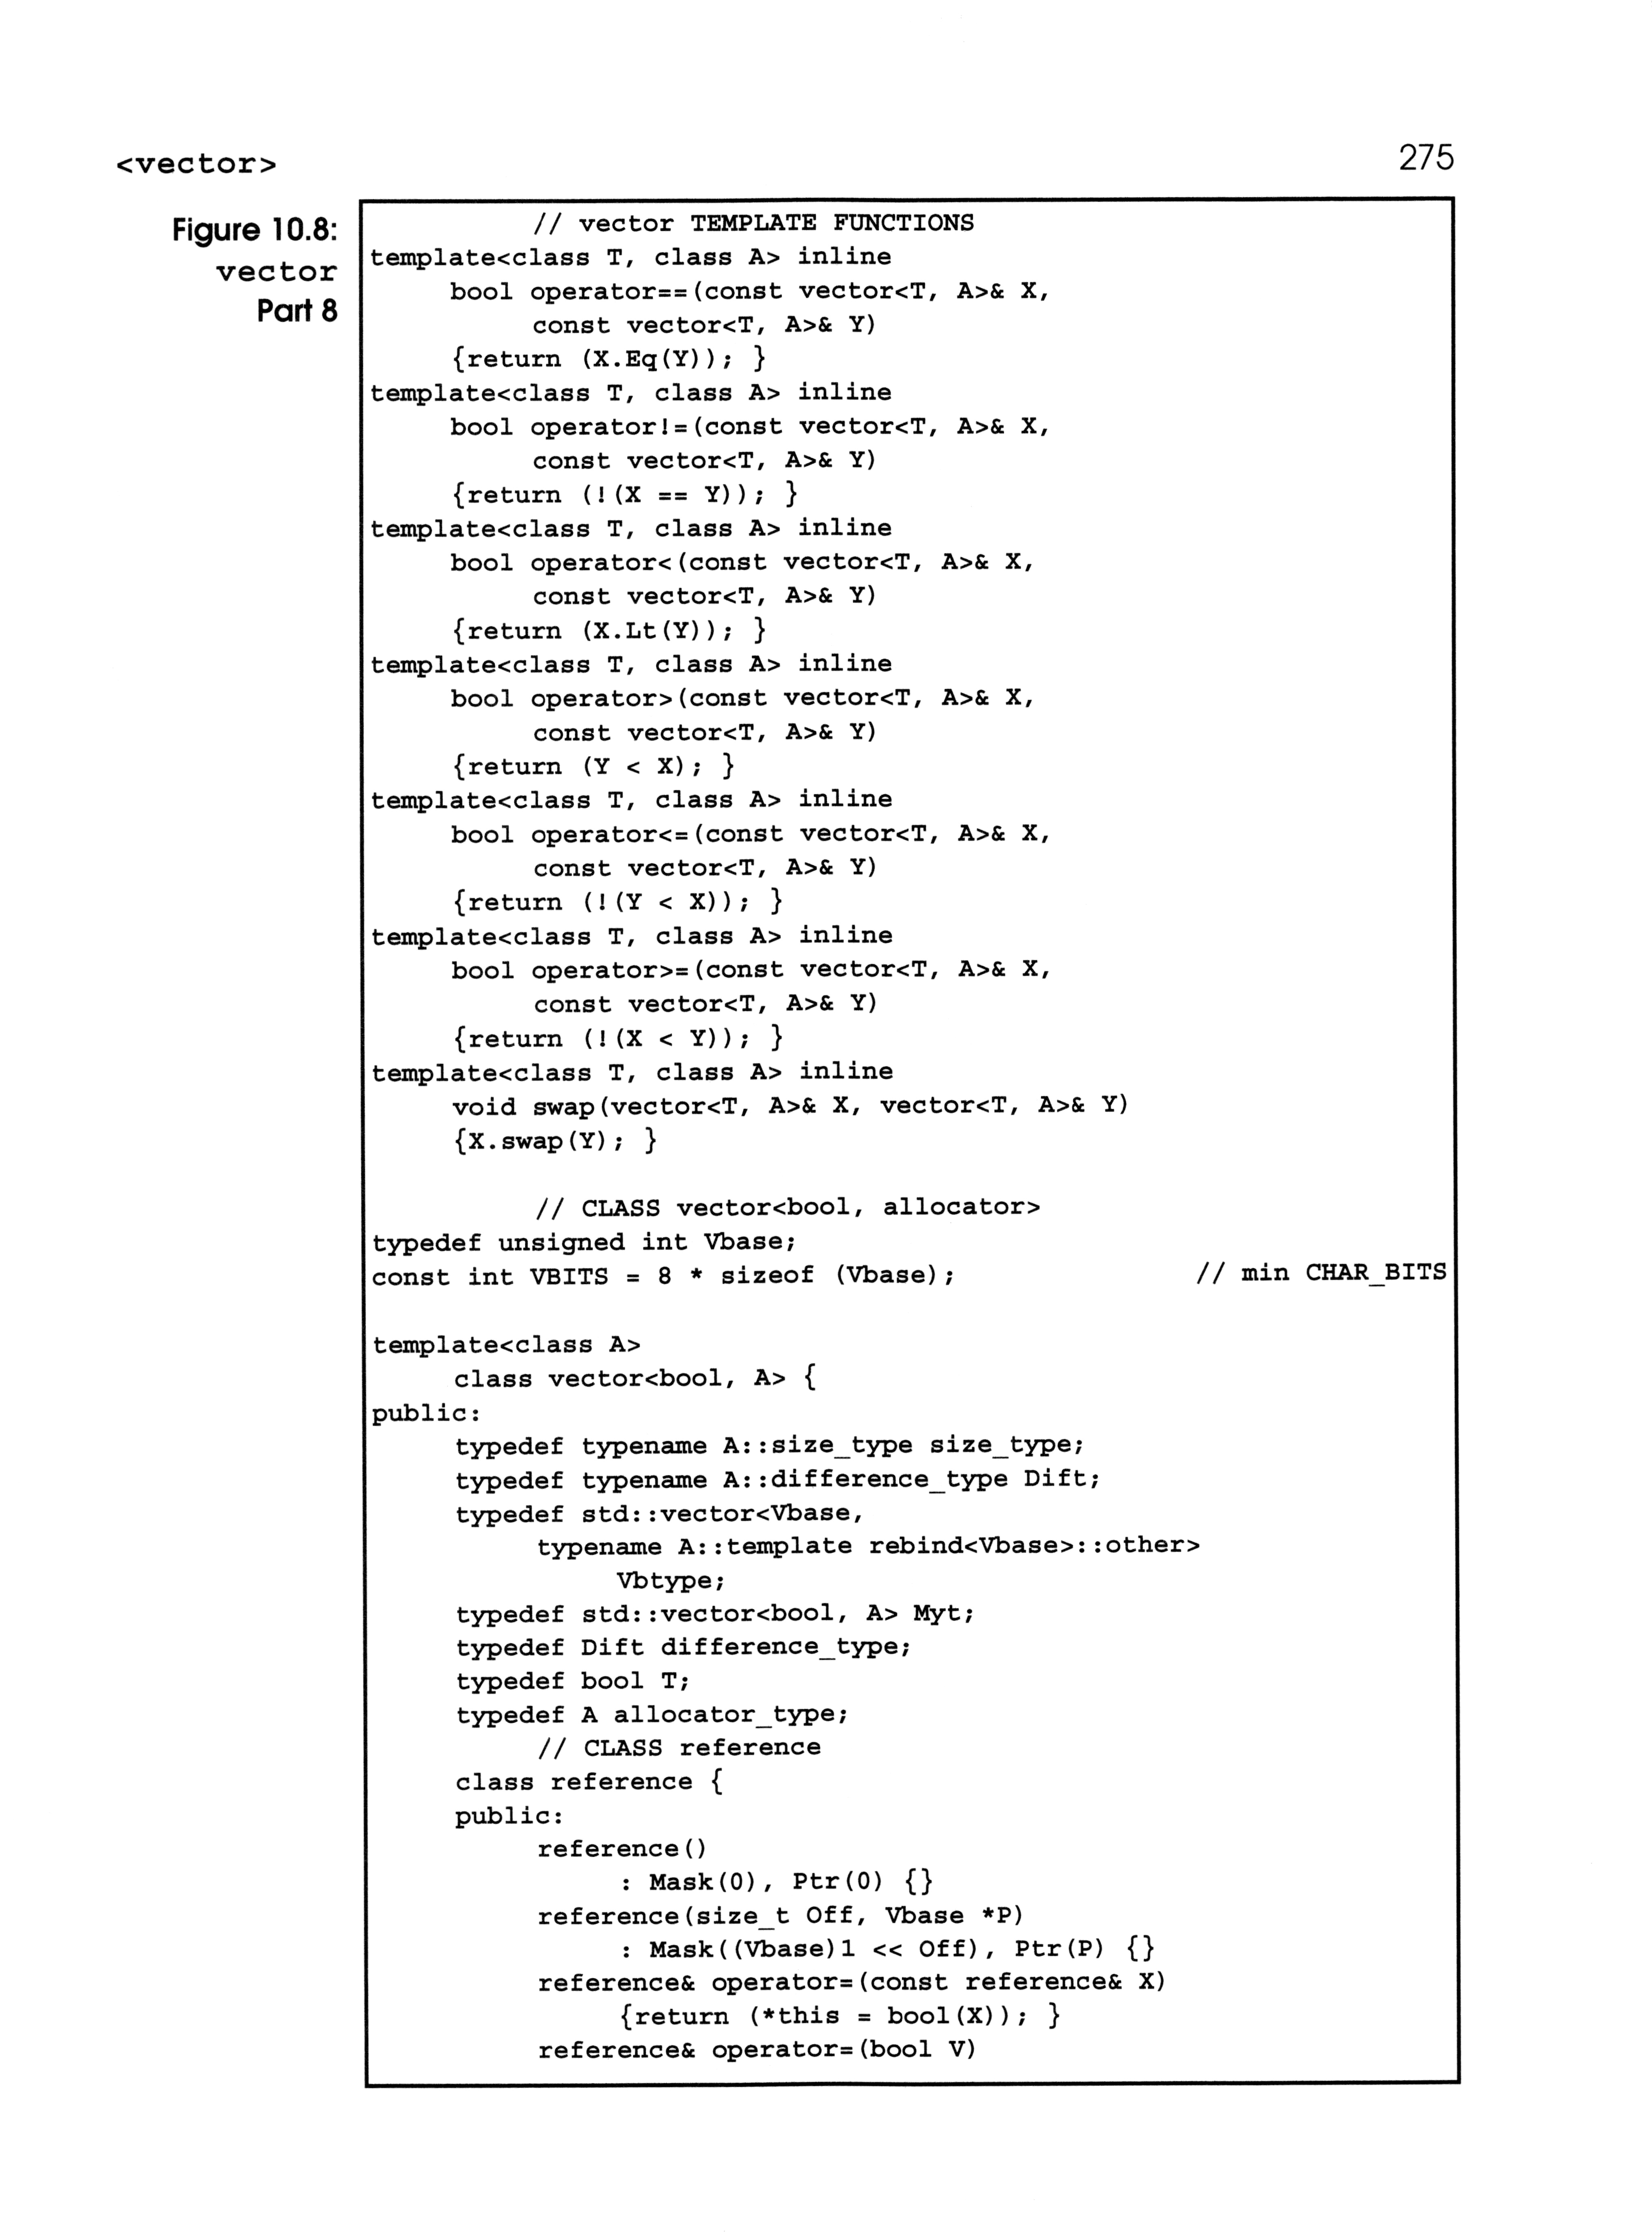 <vector>
275
Figure 10.8:
vector
Part 8
// vector TEMPLATE FUNCTIONS
template<class T, class A> inline
bool operator==(const vector<T, A>& X,
const vector<T, A>& Y)
{return (X.Eq(Y)); }
template<class T, class A> inline
bool operator!=(const vector<T, A>& X,
const vector<T, A>& Y)
{return (!(X == Y)); }
template<class T, class A> inline
bool operator<(const vector<T, A>& X,
const vector<T, A>& Y)
{return (X.Lt(Y)); }
template<class T, class A> inline
bool operator>(const vector<T, A>& X,
const vector<T, A>& Y)
{return (Y < X); }
template<class T, class A> inline
bool operator<=(const vector<T, A>& X,
const vector<T, A>& Y)
{return (!(Y < X)); }
template<class T, class A> inline
bool operator>=(const vector<T, A>& X,
const vector<T, A>& Y)
{return (!(X < Y)); }
template<class T, class A> inline
void swap(vector<T, A>& X, vector<T, A>& Y)
{X.swap(Y); }
// CLASS vector<bool, allocator>
typedef unsigned int Vbase;
const int VBITS = 8 * sizeof (Vbase); // min CHAR_BITS
template<class A>
class vector<bool, A> {
public:
typedef typename A::size_type size_type;
typedef typename A::difference_type Dift;
typedef std::vector<Vbase,
typename A::template rebind<Vbase>::other>
Vbtype;
typedef std::vector<bool, A> Myt;
typedef Dift difference_type;
typedef bool T;
typedef A allocator_type;
// CLASS reference
class reference {
public:
reference()
: Mask(0), Ptr(0) {}
reference(size_t Off, Vbase *P)
: Mask((Vbase)1 << Off), Ptr(P) {}
reference& operator=(const reference& X)
{return (*this = bool(X)); }
reference& operator=(bool V)